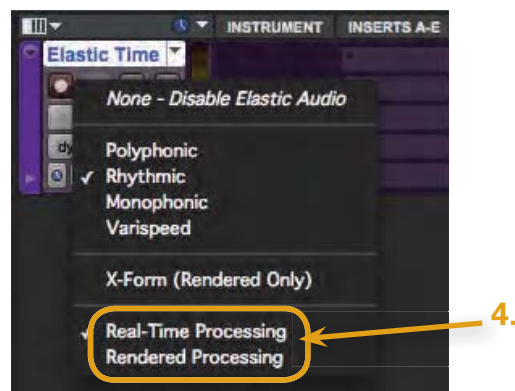 INSTRUMENT INSERTS A-E
Elastic Time
dy
None - Disable Elastic Audio
Polyphonic
✓ Rhythmic
Monophonic
Varispeed
X-Form (Rendered Only)
✓ Real-Time Processing
Rendered Processing
4.